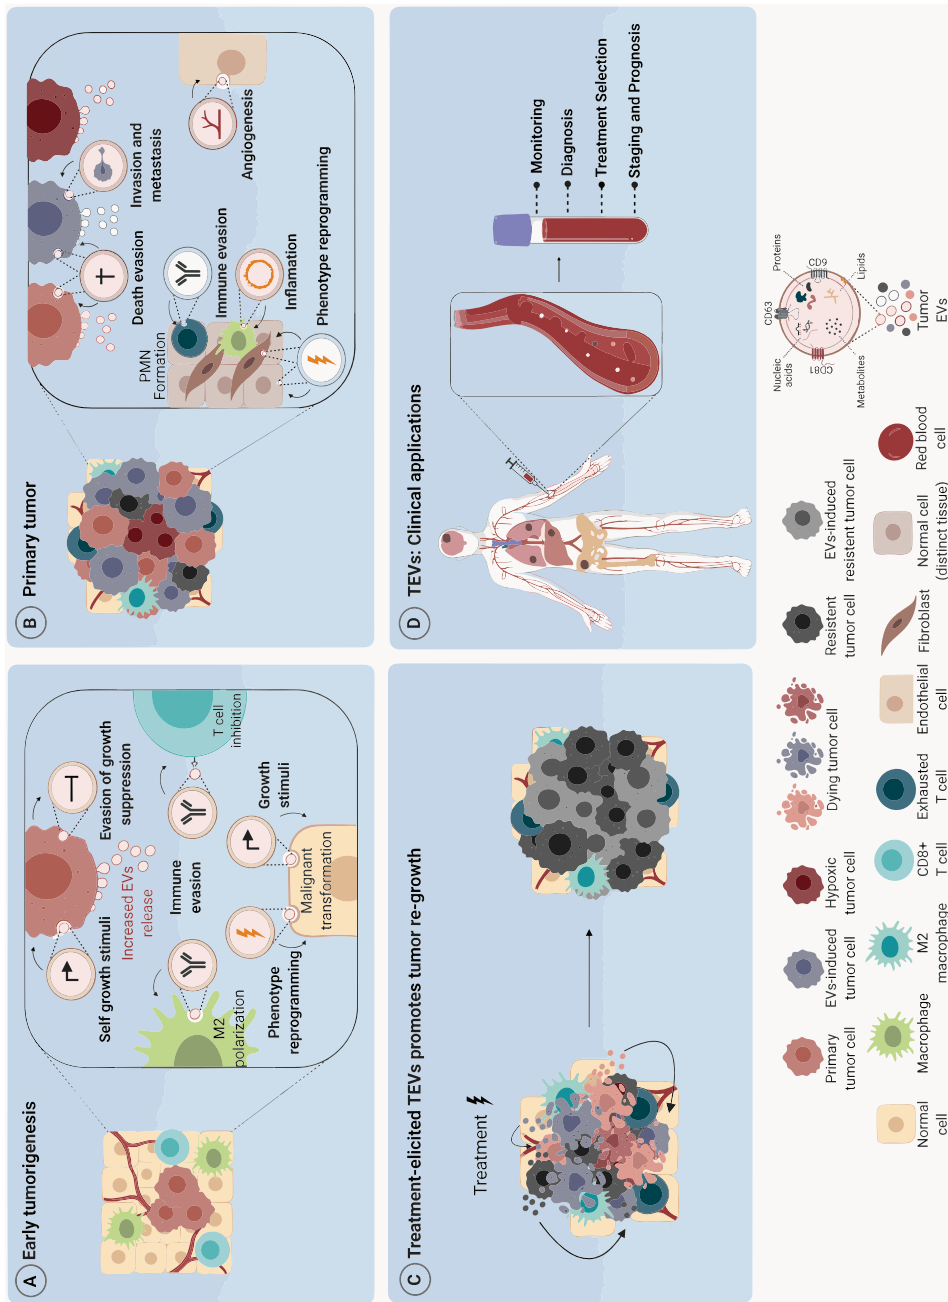 A
Early tumorigenesis
Self growth stimuli
Evasion of growth
suppression
Increased EVs
release
Immune
evasion
T cell
inhibition
M2
polarization
Phenotype
reprogramming
Growth
stimuli
Malignant
transformation
B
Primary tumor
Death evasion
Invasion and
metastasis
PMN
Formation
Immune evasion
Inflamation
Angiogenesis
Phenotype reprogramming
C
Treatment-elicited TEVs promotes tumor re-growth
Treatment
D
TEVs: Clinical applications
Monitoring
Diagnosis
Treatment Selection
Staging and Prognosis
Primary
tumor cell
EVs-induced
tumor cell
Hypoxic
tumor cell
Dying tumor cell
Resistent
tumor cell
EVs-induced
resistent tumor cell
Normal
cell
Macrophage
M2
macrophage
CD8+
T cell
Exhausted
T cell
Endothelial
cell
Fibroblast
Normal cell
(distinct tissue)
Red blood
cell
Nucleic
acids
CD63
Proteins
CD9
CD81
Metabolites
Lipids
Tumor
EVs